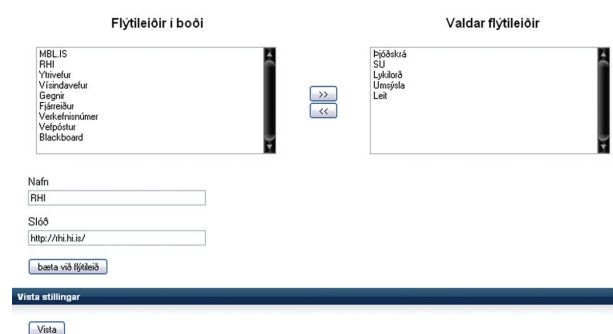 Flýtileiðir í boði
Valdar flýtileiðir
MBL.IS
RHI
Ytrivefur
Vísindavefur
Gegnir
Fjárreiður
Verkefnisnúmer
Vefpóstur
Blackboard
>>
<<
Þjóðskrá
SU
Lykilorð
Umsýsla
Leit
Nafn
RHI
Slóð
http://rhi.hi.is/
bæta við flýtileið
Vista stillingar
Vista